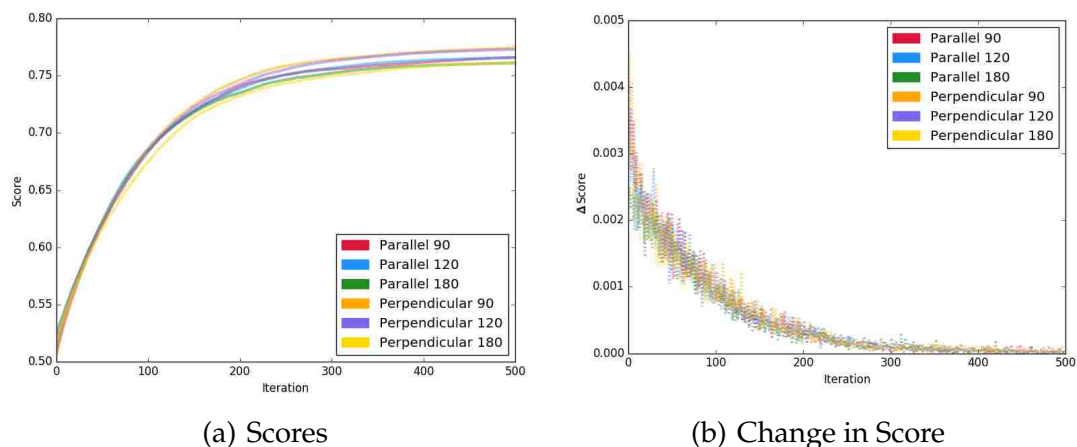 0.80
0.75
0.70
0.65
0.60
0.55
0.50
Score
0 100 200 300 400 500
Iteration
Parallel 90
Parallel 120
Parallel 180
Perpendicular 90
Perpendicular 120
Perpendicular 180
(a) Scores
0.005
0.004
0.003
0.002
0.001
0.000
Δ Score
0 100 200 300 400 500
Iteration
Parallel 90
Parallel 120
Parallel 180
Perpendicular 90
Perpendicular 120
Perpendicular 180
(b) Change in Score